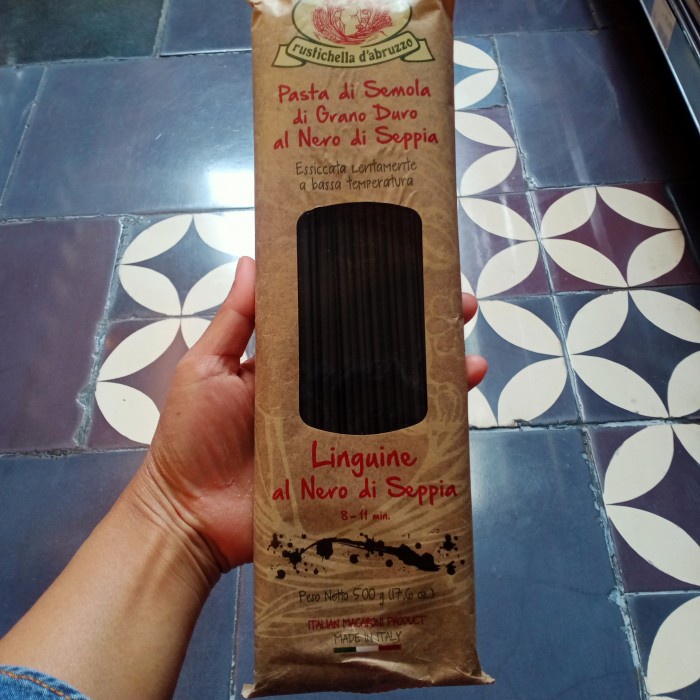 rustichella d'abruzzo
Pasta di Semola
di Grano Duro
al Nero di Seppia
Essiccata lentamente
a bassa temperatura
Linguine
al Nero di Seppia
8-11 min.
Peso Netto 500 g (17,6 oz.)
ITALIAN MACARONI PRODUCT
MADE IN ITALY